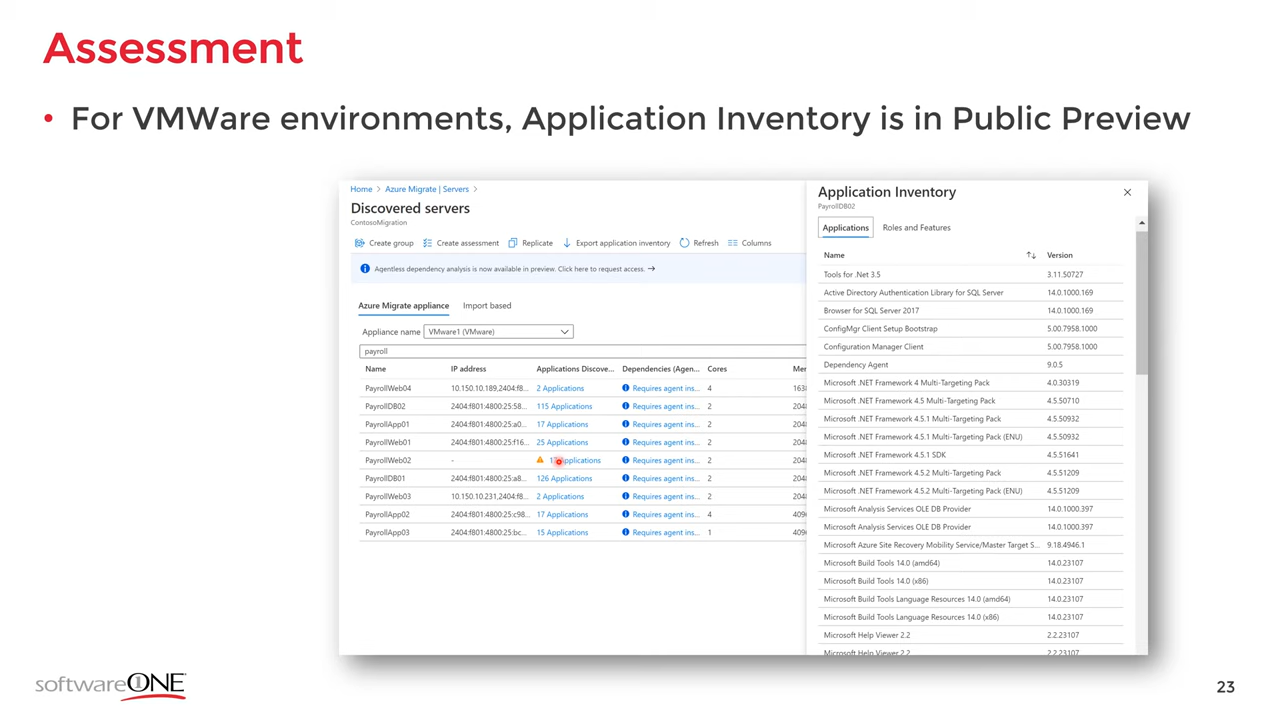 Assessment
• For VMWare environments, Application Inventory is in Public Preview
Home > Azure Migrate | Servers >
Discovered servers
ContosoMigration
Create group Create assessment Replicate Export application inventory Refresh Columns
Agentless dependency analysis is now available in preview. Click here to request access. →
Azure Migrate appliance Import based
Appliance name VMware1 (VMware)
payroll
Name IP address Applications Discove... Dependencies (Agen... Cores Mem
PayrollWeb04 10.150.10.189,2404:f8... 2 Applications Requires agent ins... 4 1638
PayrollDB02 2404:f801:4800:25:58... 115 Applications Requires agent ins... 2 2048
PayrollApp01 2404:f801:4800:25:a0... 17 Applications Requires agent ins... 2 2048
PayrollWeb01 2404:f801:4800:25:f16... 25 Applications Requires agent ins... 2 2048
PayrollWeb02 - Applications Requires agent ins... 2 2048
PayrollDB01 2404:f801:4800:25:a8... 126 Applications Requires agent ins... 2 2048
PayrollWeb03 10.150.10.231,2404:f8... 2 Applications Requires agent ins... 2 2048
PayrollApp02 2404:f801:4800:25:c98... 17 Applications Requires agent ins... 4 4096
PayrollApp03 2404:f801:4800:25:bc... 15 Applications Requires agent ins... 1 4096
Application Inventory
PayrollDB02
Applications Roles and Features
Name Version
Tools for .Net 3.5 3.11.50727
Active Directory Authentication Library for SQL Server 14.0.1000.169
Browser for SQL Server 2017 14.0.1000.169
ConfigMgr Client Setup Bootstrap 5.00.7958.1000
Configuration Manager Client 5.00.7958.1000
Dependency Agent 9.0.5
Microsoft .NET Framework 4 Multi-Targeting Pack 4.0.30319
Microsoft .NET Framework 4.5 Multi-Targeting Pack 4.5.50710
Microsoft .NET Framework 4.5.1 Multi-Targeting Pack 4.5.50932
Microsoft .NET Framework 4.5.1 Multi-Targeting Pack (ENU) 4.5.50932
Microsoft .NET Framework 4.5.1 SDK 4.5.51641
Microsoft .NET Framework 4.5.2 Multi-Targeting Pack 4.5.51209
Microsoft .NET Framework 4.5.2 Multi-Targeting Pack (ENU) 4.5.51209
Microsoft Analysis Services OLE DB Provider 14.0.1000.397
Microsoft Analysis Services OLE DB Provider 14.0.1000.397
Microsoft Azure Site Recovery Mobility Service/Master Target S... 9.18.4946.1
Microsoft Build Tools 14.0 (amd64) 14.0.23107
Microsoft Build Tools 14.0 (x86) 14.0.23107
Microsoft Build Tools Language Resources 14.0 (amd64) 14.0.23107
Microsoft Build Tools Language Resources 14.0 (x86) 14.0.23107
Microsoft Help Viewer 2.2 2.2.23107
Microsoft Help Viewer 2.2 2.2.23107
softwareONE
23